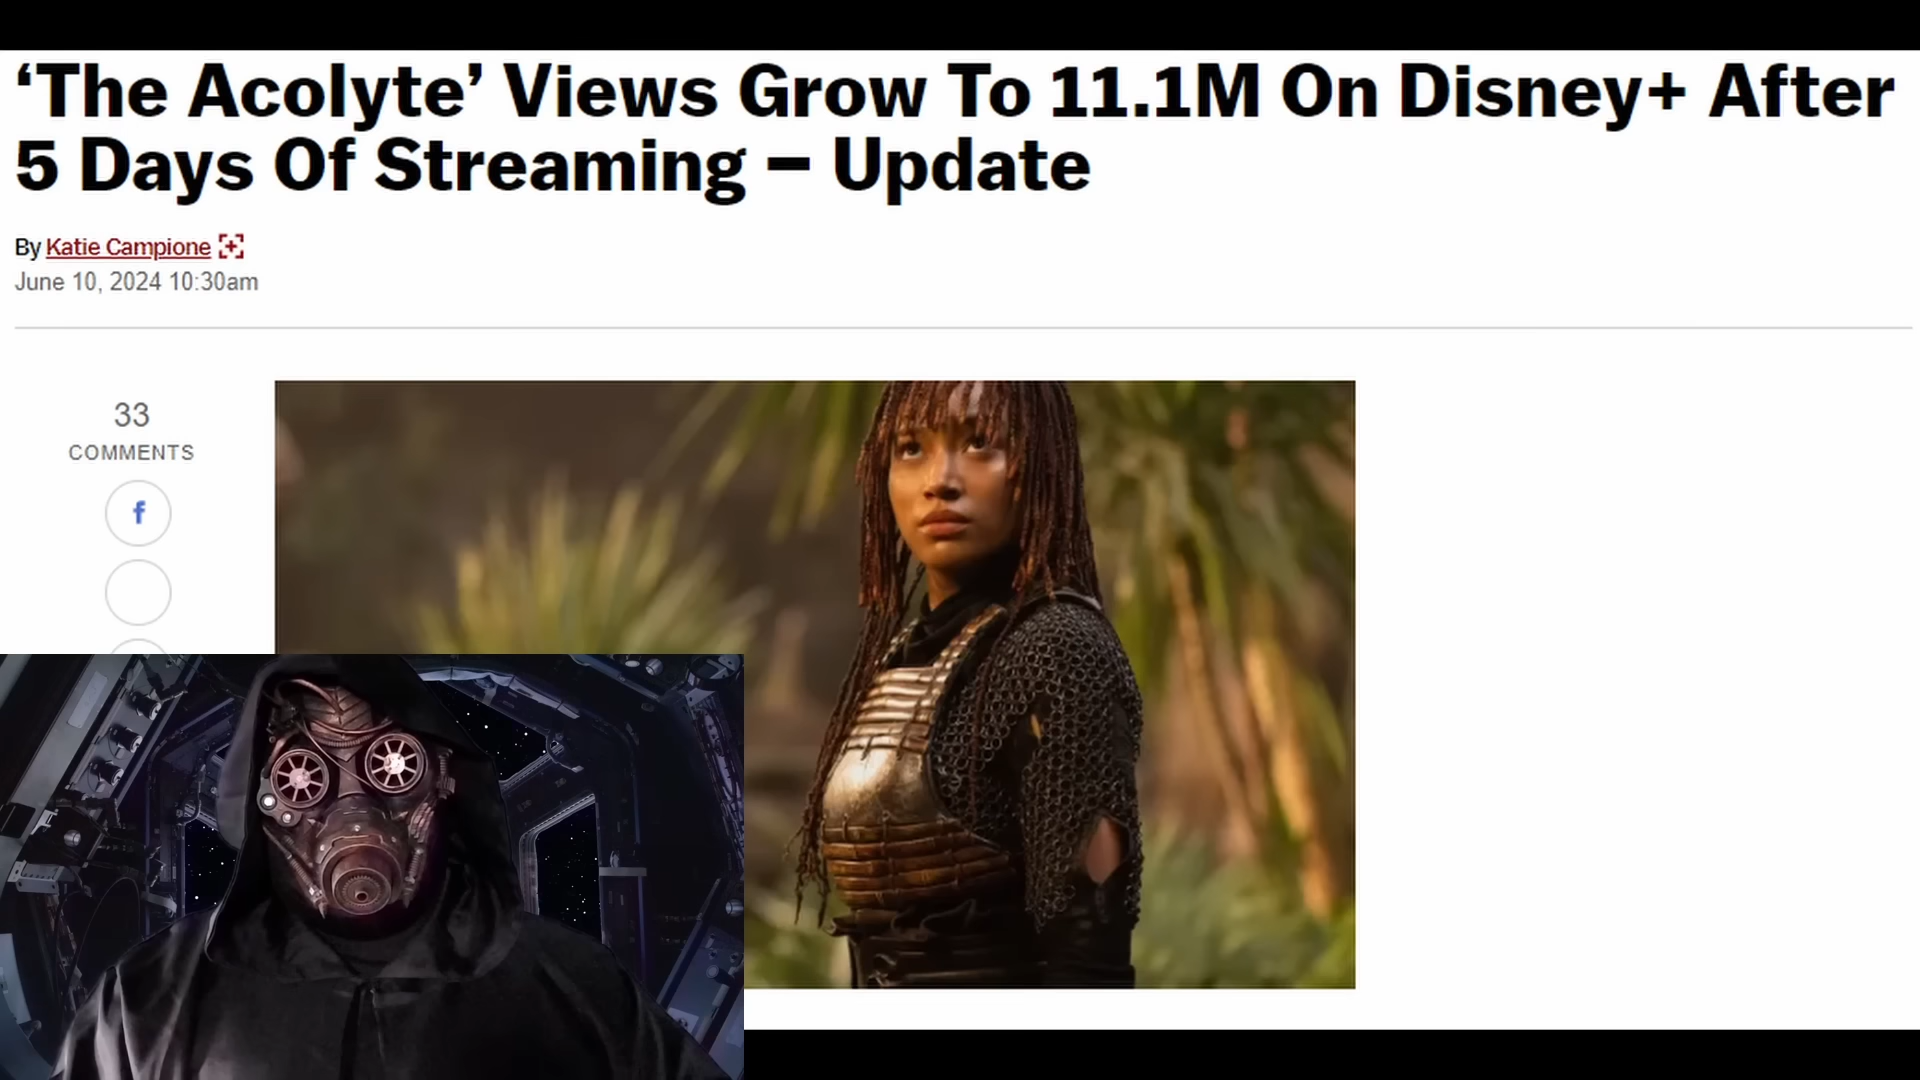 ‘The Acolyte’ Views Grow To 11.1M On Disney+ After
5 Days Of Streaming – Update
By Katie Campione
June 10, 2024 10:30am
33
COMMENTS
f